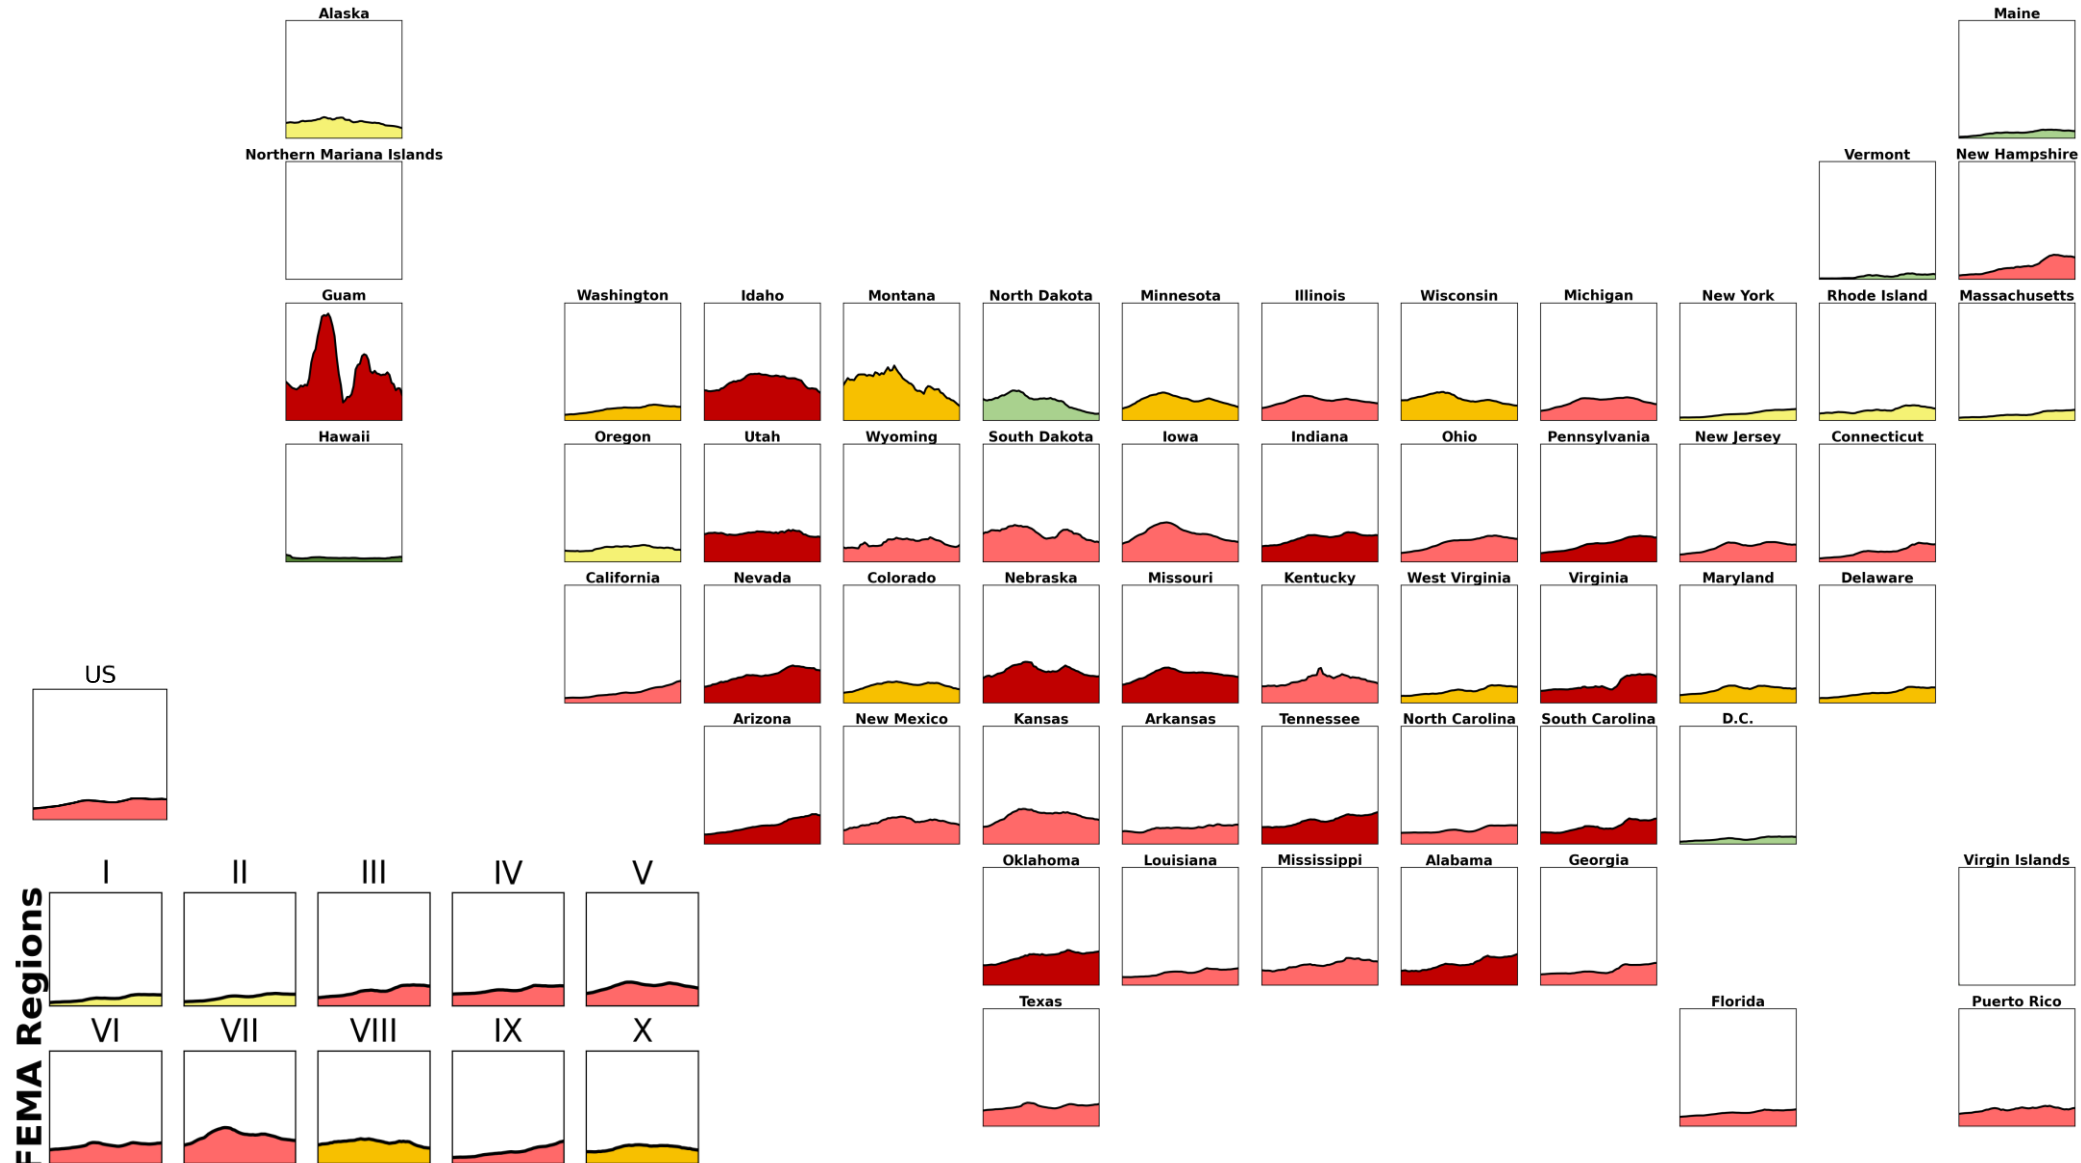 Alaska
Maine
Northern Mariana Islands
Vermont
New Hampshire
Guam
Washington
Idaho
Montana
North Dakota
Minnesota
Illinois
Wisconsin
Michigan
New York
Rhode Island
Massachusetts
Hawaii
Oregon
Utah
Wyoming
South Dakota
Iowa
Indiana
Ohio
Pennsylvania
New Jersey
Connecticut
California
Nevada
Colorado
Nebraska
Missouri
Kentucky
West Virginia
Virginia
Maryland
Delaware
US
Arizona
New Mexico
Kansas
Arkansas
Tennessee
North Carolina
South Carolina
D.C.
Oklahoma
Louisiana
Mississippi
Alabama
Georgia
Virgin Islands
Texas
Florida
Puerto Rico
FEMA Regions
I
II
III
IV
V
VI
VII
VIII
IX
X